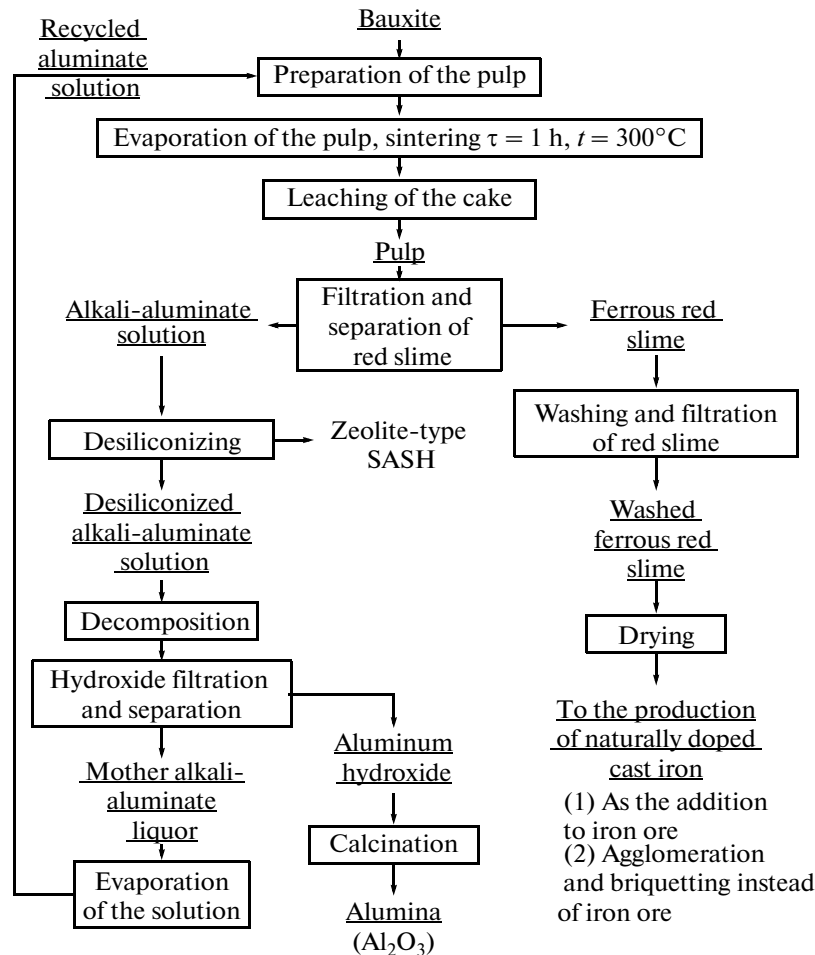 Bauxite
Recycled
aluminate
solution
Preparation of the pulp
Evaporation of the pulp, sintering τ = 1 h, t = 300°C
Leaching of the cake
Pulp
Filtration and
separation of
red slime
Alkali-aluminate
solution
Ferrous red
slime
Desiliconizing
Zeolite-type
SASH
Washing and filtration
of red slime
Desiliconized
alkali-aluminate
solution
Washed
ferrous red
slime
Decomposition
Drying
Hydroxide filtration
and separation
To the production
of naturally doped
cast iron
(1) As the addition
to iron ore
(2) Agglomeration
and briquetting instead
of iron ore
Aluminum
hydroxide
Mother alkali-
aluminate
liquor
Calcination
Evaporation
of the solution
Alumina
(Al₂O₃)